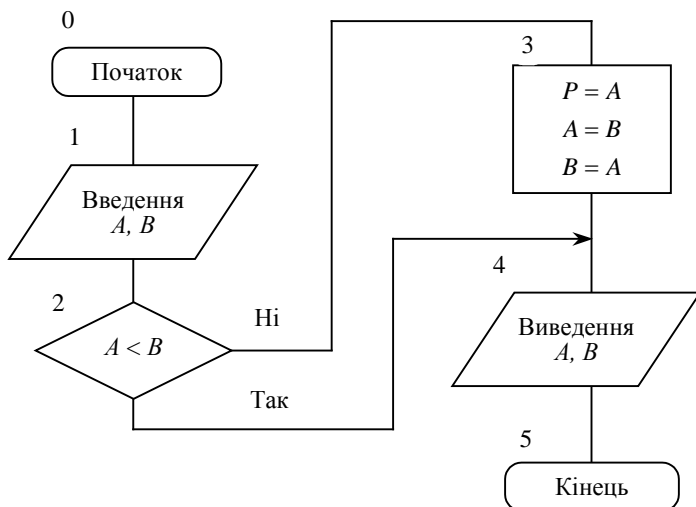 0
Початок
1
Введення
A, B
2
A < B
Ні
Так
3
P = A
A = B
B = A
4
Виведення
A, B
5
Кінець